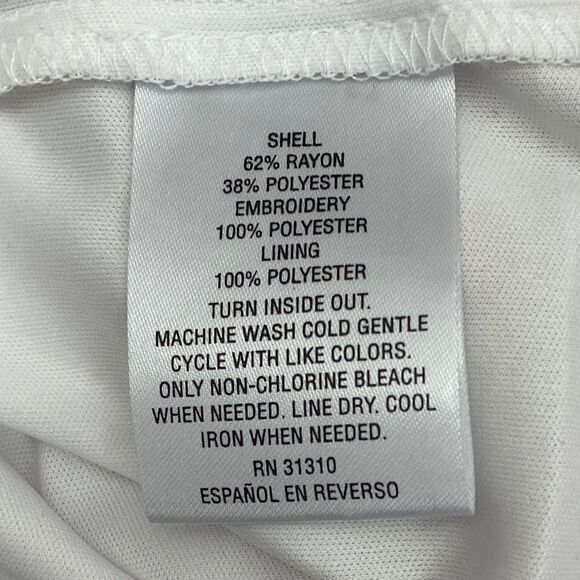 SHELL
62% RAYON
38% POLYESTER
EMBROIDERY
100% POLYESTER
LINING
100% POLYESTER
TURN INSIDE OUT.
MACHINE WASH COLD GENTLE
CYCLE WITH LIKE COLORS.
ONLY NON-CHLORINE BLEACH
WHEN NEEDED. LINE DRY. COOL
IRON WHEN NEEDED.
RN 31310
ESPAÑOL EN REVERSO